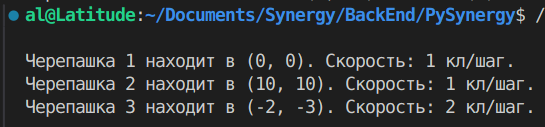 al@Latitude:~/Documents/Synergy/BackEnd/PySynergy$ /
Черепашка 1 находит в (0, 0). Скорость: 1 кл/шаг.
Черепашка 2 находит в (10, 10). Скорость: 1 кл/шаг.
Черепашка 3 находит в (-2, -3). Скорость: 2 кл/шаг.